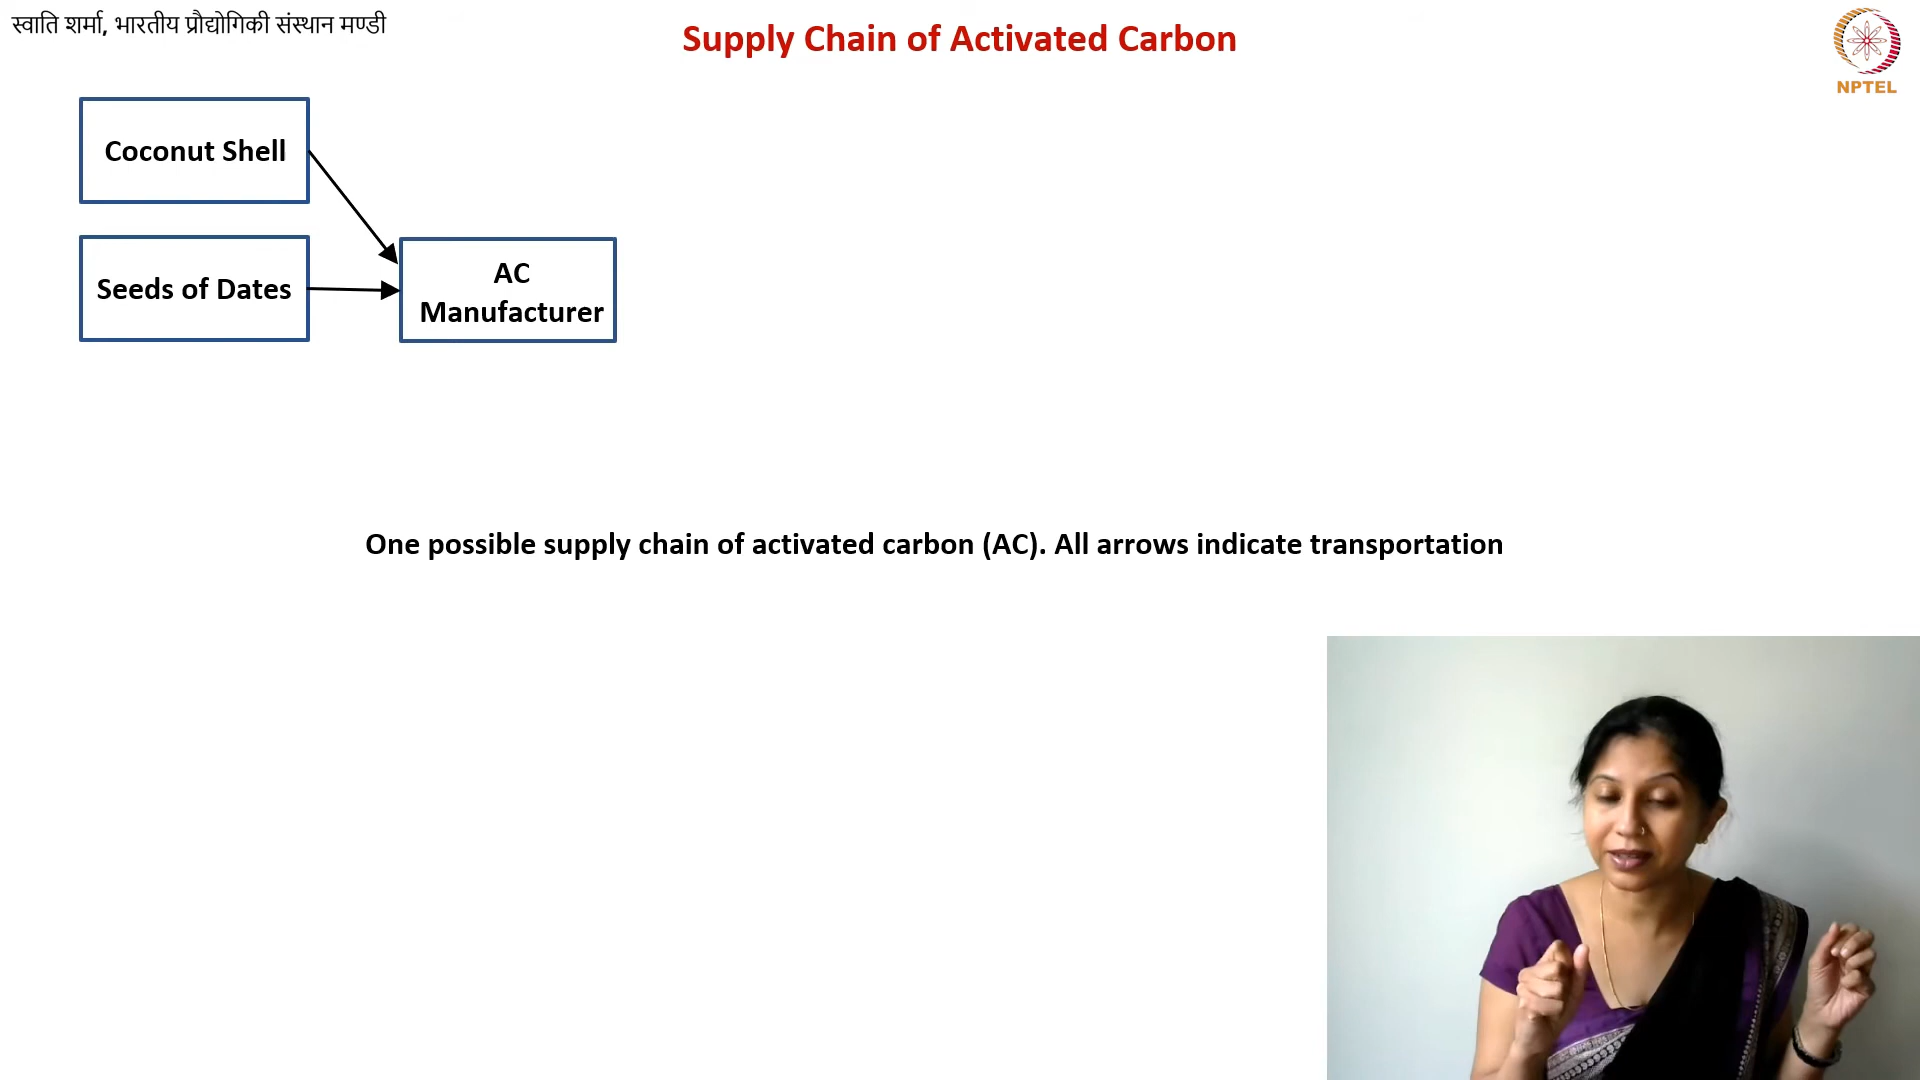 स्वाति शर्मा, भारतीय प्रौद्योगिकी संस्थान मण्डी
Supply Chain of Activated Carbon
NPTEL
Coconut Shell
Seeds of Dates
AC
Manufacturer
One possible supply chain of activated carbon (AC). All arrows indicate transportation